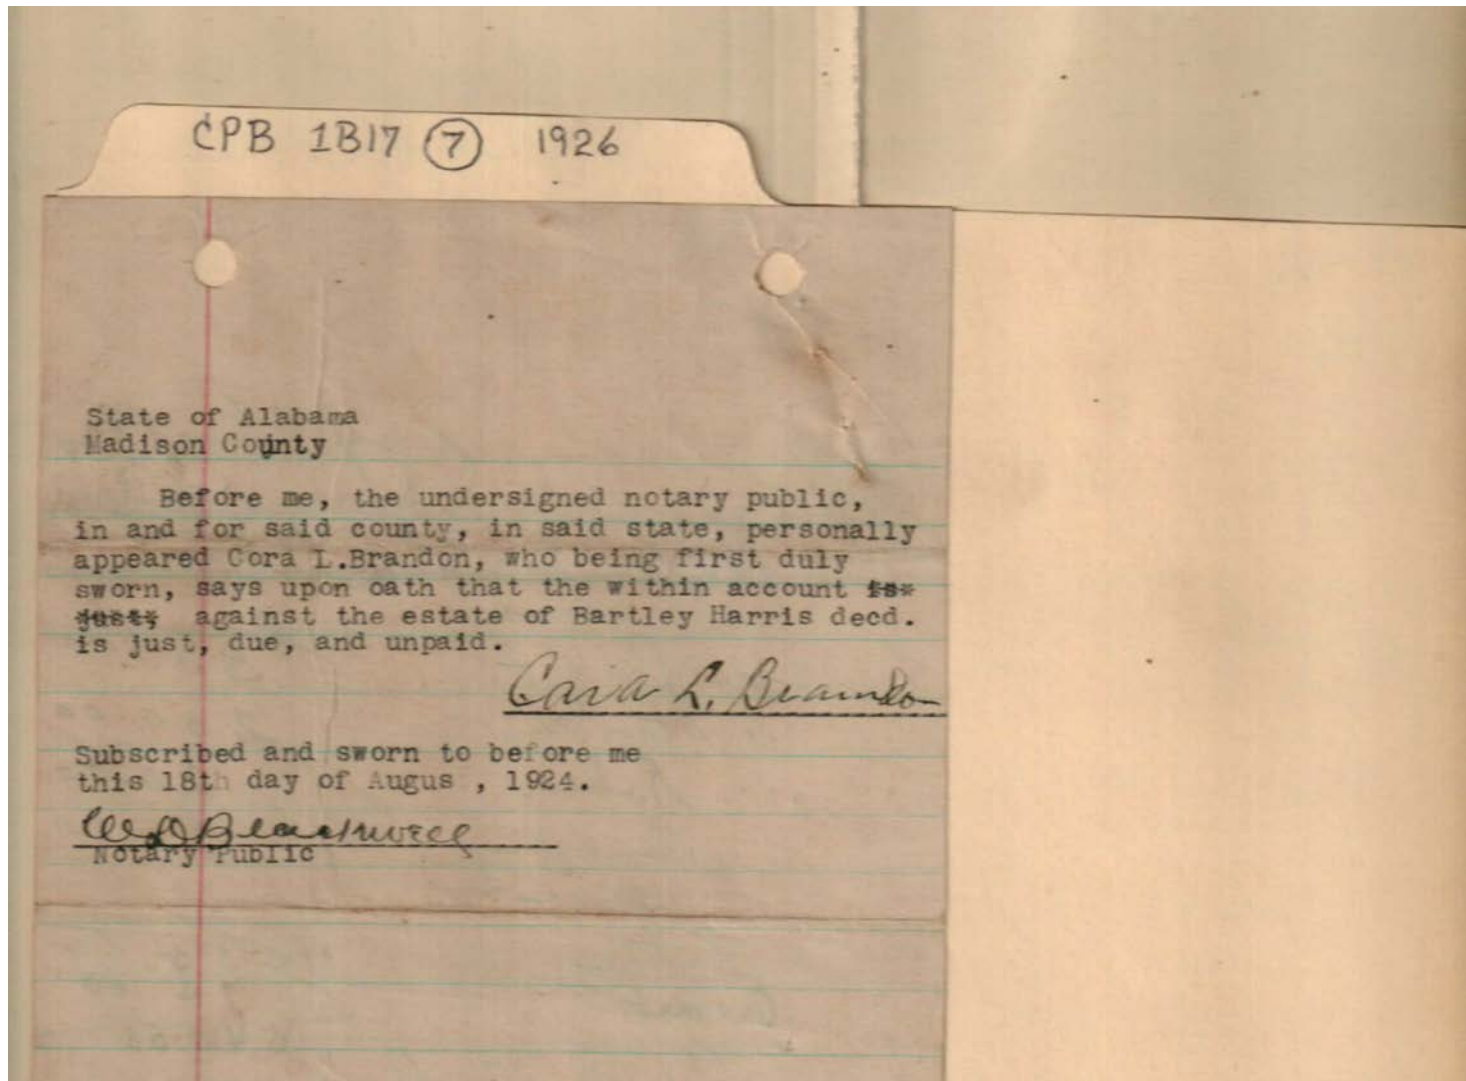 CPB 1B17 7 1926
State of Alabama
Madison County
Before me, the undersigned notary public,
in and for said county, in said state, personally
appeared Cora L.Brandon, who being first duly
sworn, says upon oath that the within account is
just, against the estate of Bartley Harris decd.
is just, due, and unpaid.
Cora L. Brandon
Subscribed and sworn to before me
this 18th day of Augus , 1924.
Blackwell
Notary Public